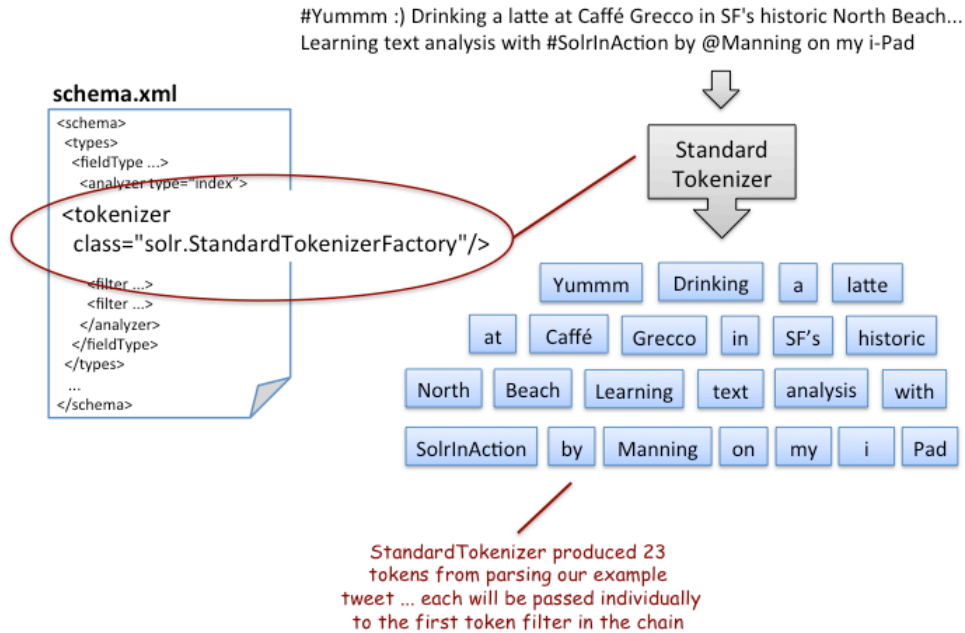 #Yummm :) Drinking a latte at Caffé Grecco in SF's historic North Beach...
Learning text analysis with #SolrInAction by @Manning on my i-Pad
schema.xml
<schema>
<types>
<fieldType ...>
<analyzer type="index">
<tokenizer
class="solr.StandardTokenizerFactory"/>
<filter ...>
<filter ...>
</analyzer>
</fieldType>
</types>
...
</schema>
Standard
Tokenizer
Yummm Drinking a latte
at Caffé Grecco in SF's historic
North Beach Learning text analysis with
SolrInAction by Manning on my i Pad
StandardTokenizer produced 23
tokens from parsing our example
tweet ... each will be passed individually
to the first token filter in the chain